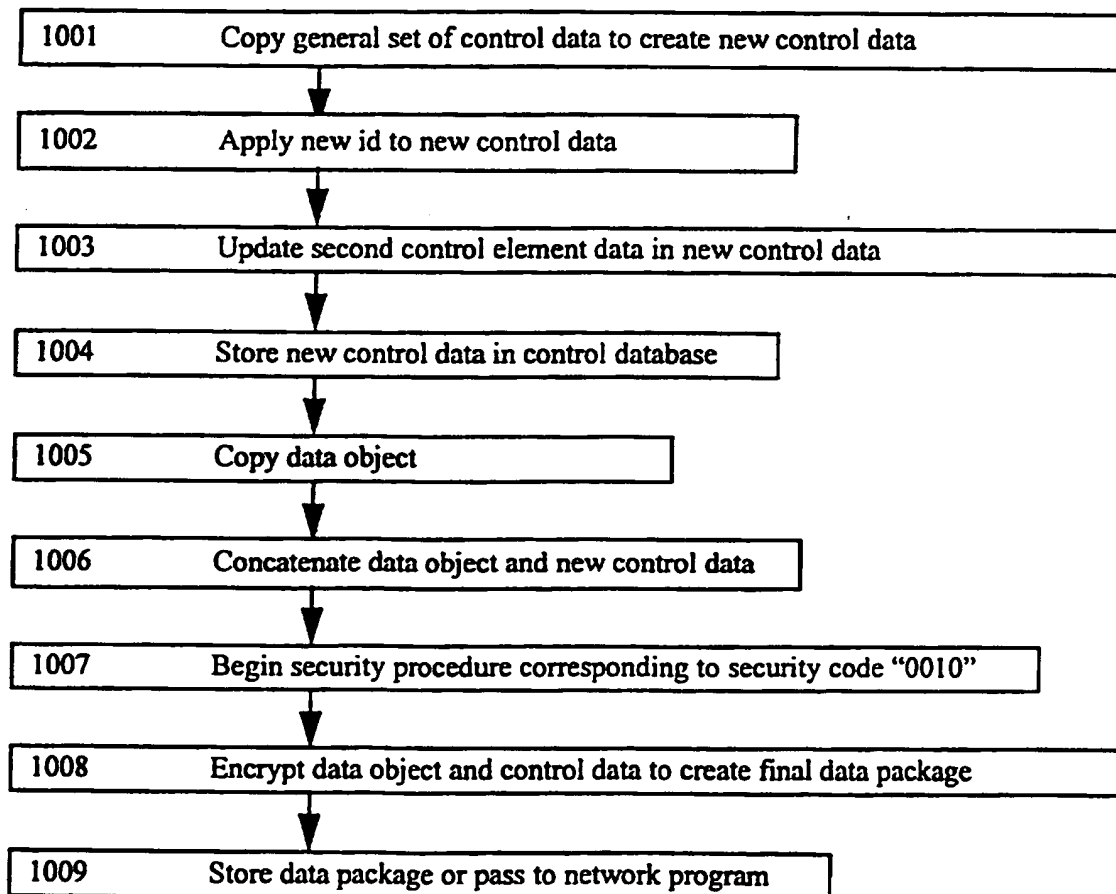 1001 Copy general set of control data to create new control data
1002 Apply new id to new control data
1003 Update second control element data in new control data
1004 Store new control data in control database
1005 Copy data object
1006 Concatenate data object and new control data
1007 Begin security procedure corresponding to security code “0010”
1008 Encrypt data object and control data to create final data package
1009 Store data package or pass to network program